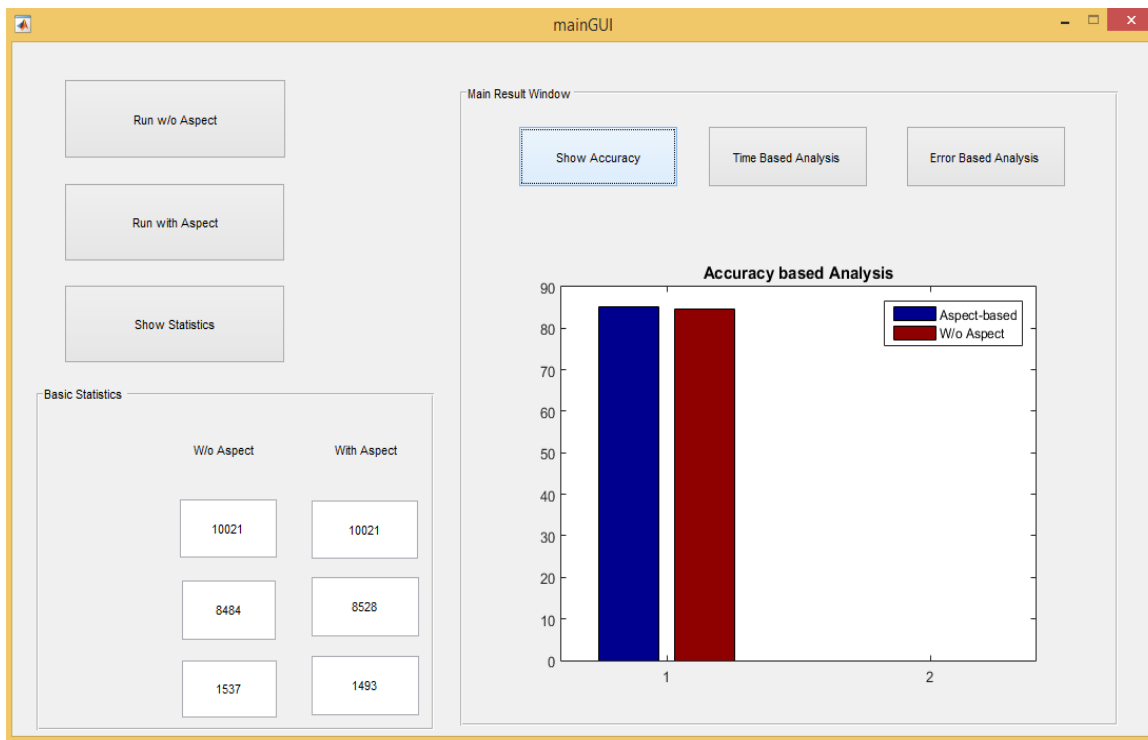 mainGUI
Run w/o Aspect
Run with Aspect
Show Statistics
Basic Statistics
W/o Aspect With Aspect
10021 10021
8484 8528
1537 1493
Main Result Window
Show Accuracy Time Based Analysis Error Based Analysis
Accuracy based Analysis
Aspect-based
W/o Aspect
90
80
70
60
50
40
30
20
10
0
1 2